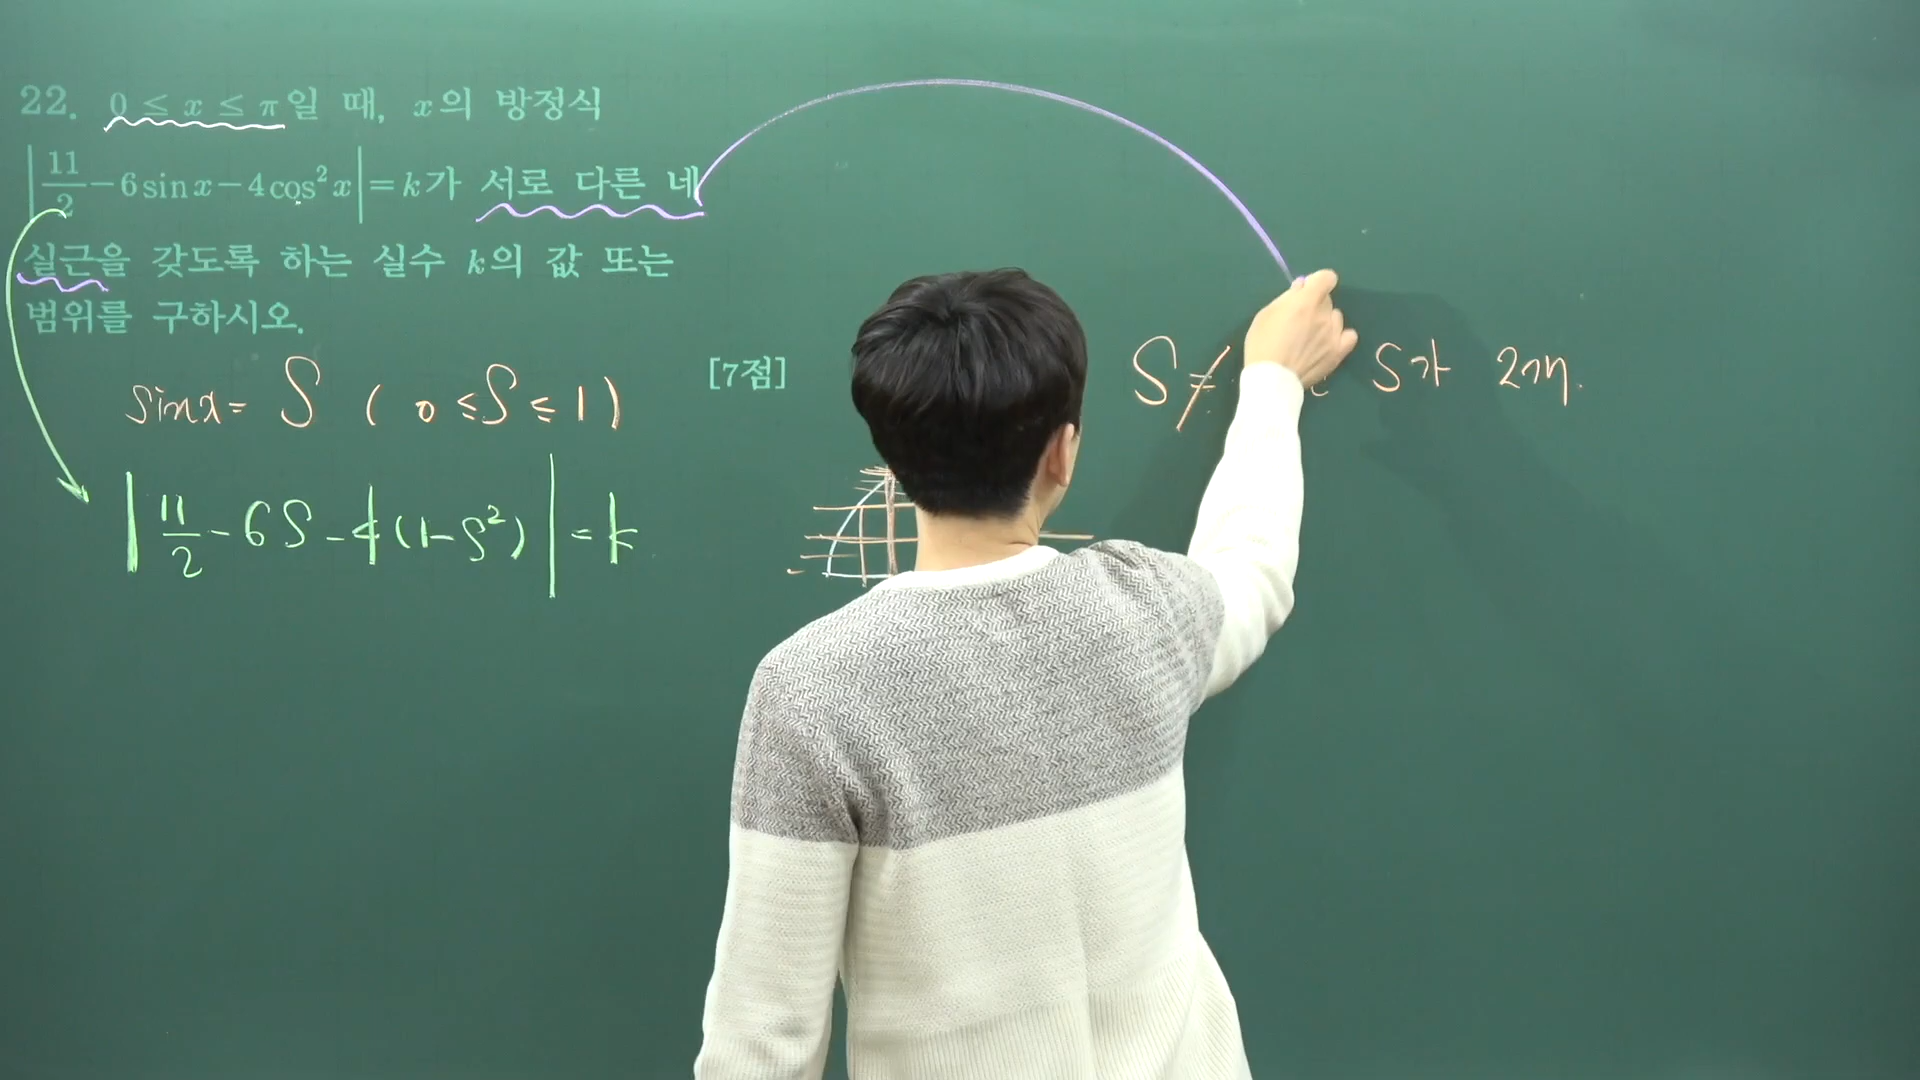 22. 0 ≤ x ≤ π일 때, x의 방정식
|11/2 - 6 sin x - 4 cos² x| = k가 서로 다른 네
실근을 갖도록 하는 실수 k의 값 또는
범위를 구하시오.
[7점]
sin x = S ( 0 ≤ S ≤ 1 )
|11/2 - 6S - 4(1 - S²)| = k
S ≠
S가 2개.